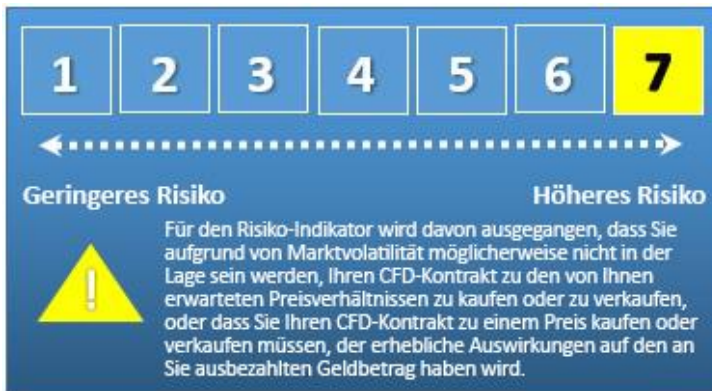 1 2 3 4 5 6 7
Geringeres Risiko Höheres Risiko
Für den Risiko-Indikator wird davon ausgegangen, dass Sie
aufgrund von Marktvolatilität möglicherweise nicht in der
Lage sein werden, Ihren CFD-Kontrakt zu den von Ihnen
erwarteten Preisverhältnissen zu kaufen oder zu verkaufen,
oder dass Sie Ihren CFD-Kontrakt zu einem Preis kaufen oder
verkaufen müssen, der erhebliche Auswirkungen auf den an
Sie ausbezahlten Geldbetrag haben wird.
!